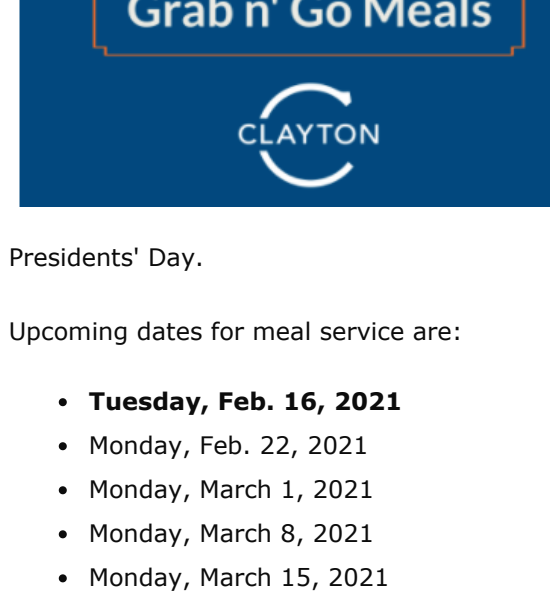 Grab n' Go Meals
CLAYTON
Presidents' Day.
Upcoming dates for meal service are:
• Tuesday, Feb. 16, 2021
• Monday, Feb. 22, 2021
• Monday, March 1, 2021
• Monday, March 8, 2021
• Monday, March 15, 2021